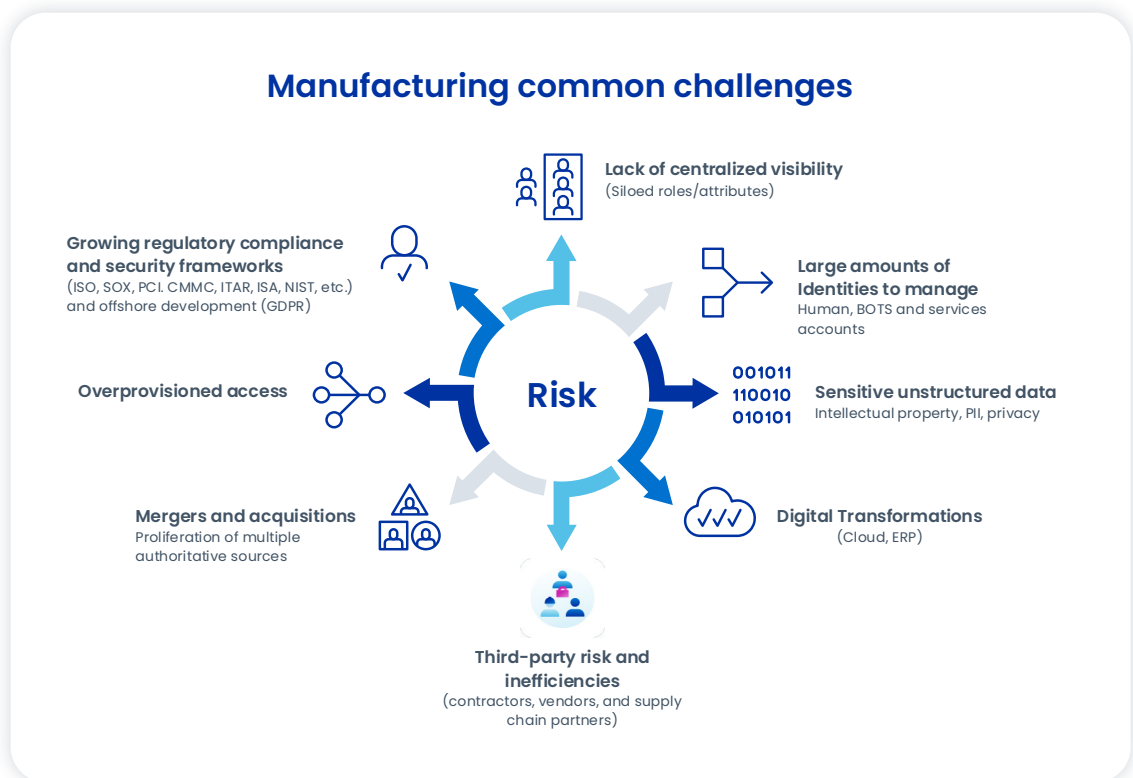 Manufacturing common challenges
Lack of centralized visibility
(Siloed roles/attributes)
Growing regulatory compliance
and security frameworks
(ISO, SOX, PCI. CMMC, ITAR, ISA, NIST, etc.)
and offshore development (GDPR)
Large amounts of
Identities to manage
Human, BOTS and services
accounts
Overprovisioned access
Risk
001011
110010
010101
Sensitive unstructured data
Intellectual property, PII, privacy
Mergers and acquisitions
Proliferation of multiple
authoritative sources
Digital Transformations
(Cloud, ERP)
Third-party risk and
inefficiencies
(contractors, vendors, and supply
chain partners)